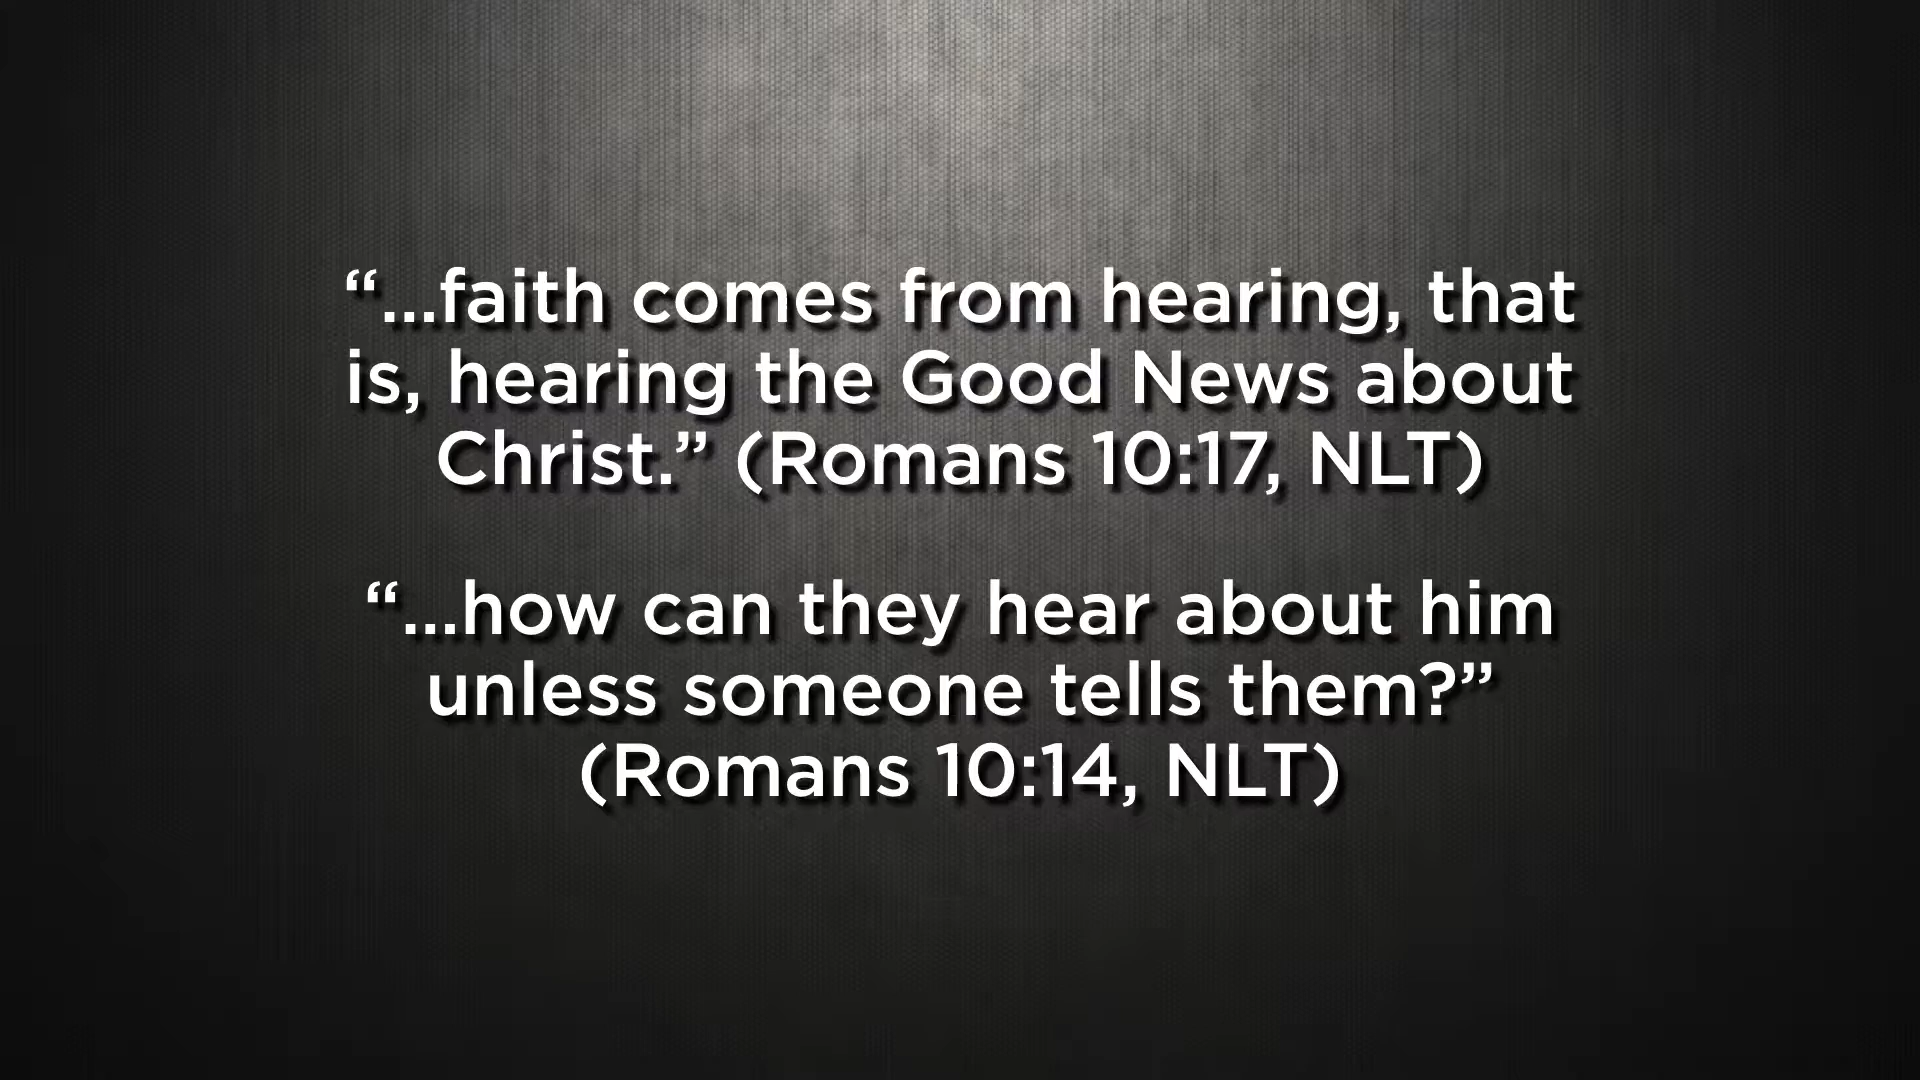 “...faith comes from hearing, that
is, hearing the Good News about
Christ.” (Romans 10:17, NLT)
“...how can they hear about him
unless someone tells them?”
(Romans 10:14, NLT)